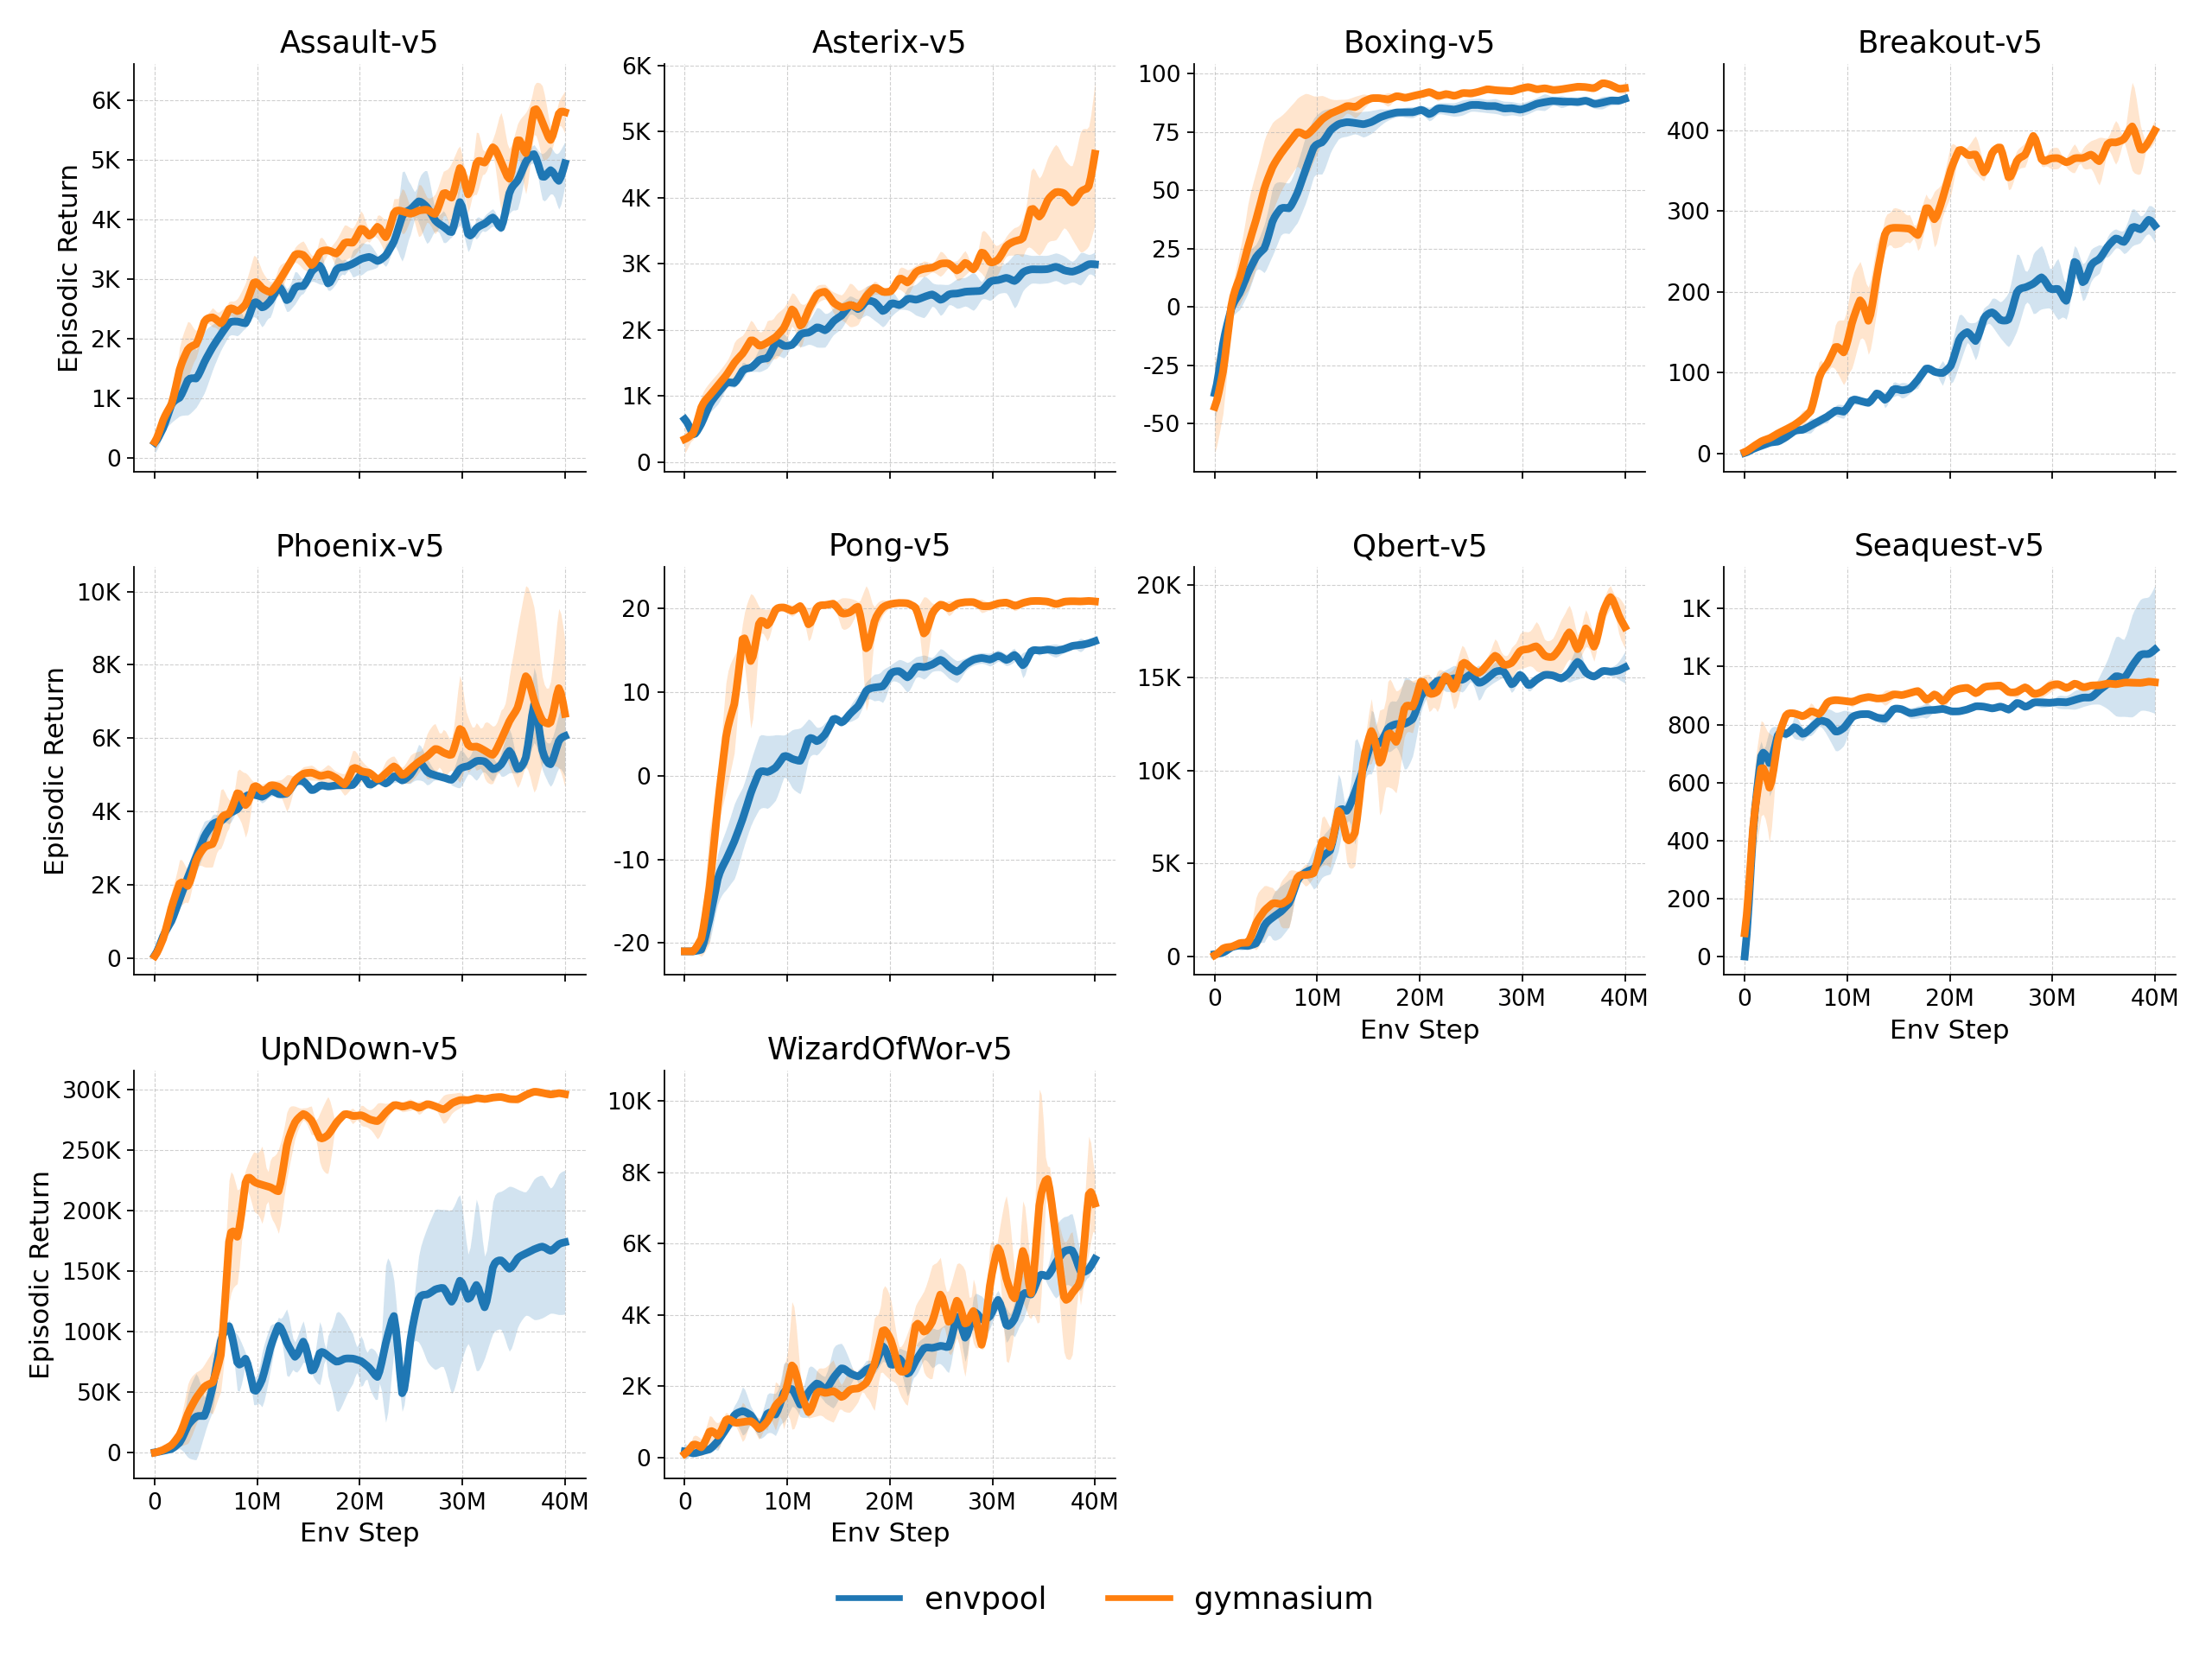 Assault-v5
Asterix-v5
Boxing-v5
Breakout-v5
Episodic Return
6K
5K
4K
3K
2K
1K
0
6K
5K
4K
3K
2K
1K
0
100
75
50
25
0
-25
-50
400
300
200
100
0
Phoenix-v5
Pong-v5
Qbert-v5
Seaquest-v5
Episodic Return
10K
8K
6K
4K
2K
0
20
10
0
-10
-20
20K
15K
10K
5K
0
0 10M 20M 30M 40M
Env Step
1K
1K
800
600
400
200
0
0 10M 20M 30M 40M
Env Step
UpNDown-v5
WizardOfWor-v5
Episodic Return
300K
250K
200K
150K
100K
50K
0
0 10M 20M 30M 40M
Env Step
10K
8K
6K
4K
2K
0
0 10M 20M 30M 40M
Env Step
envpool
gymnasium